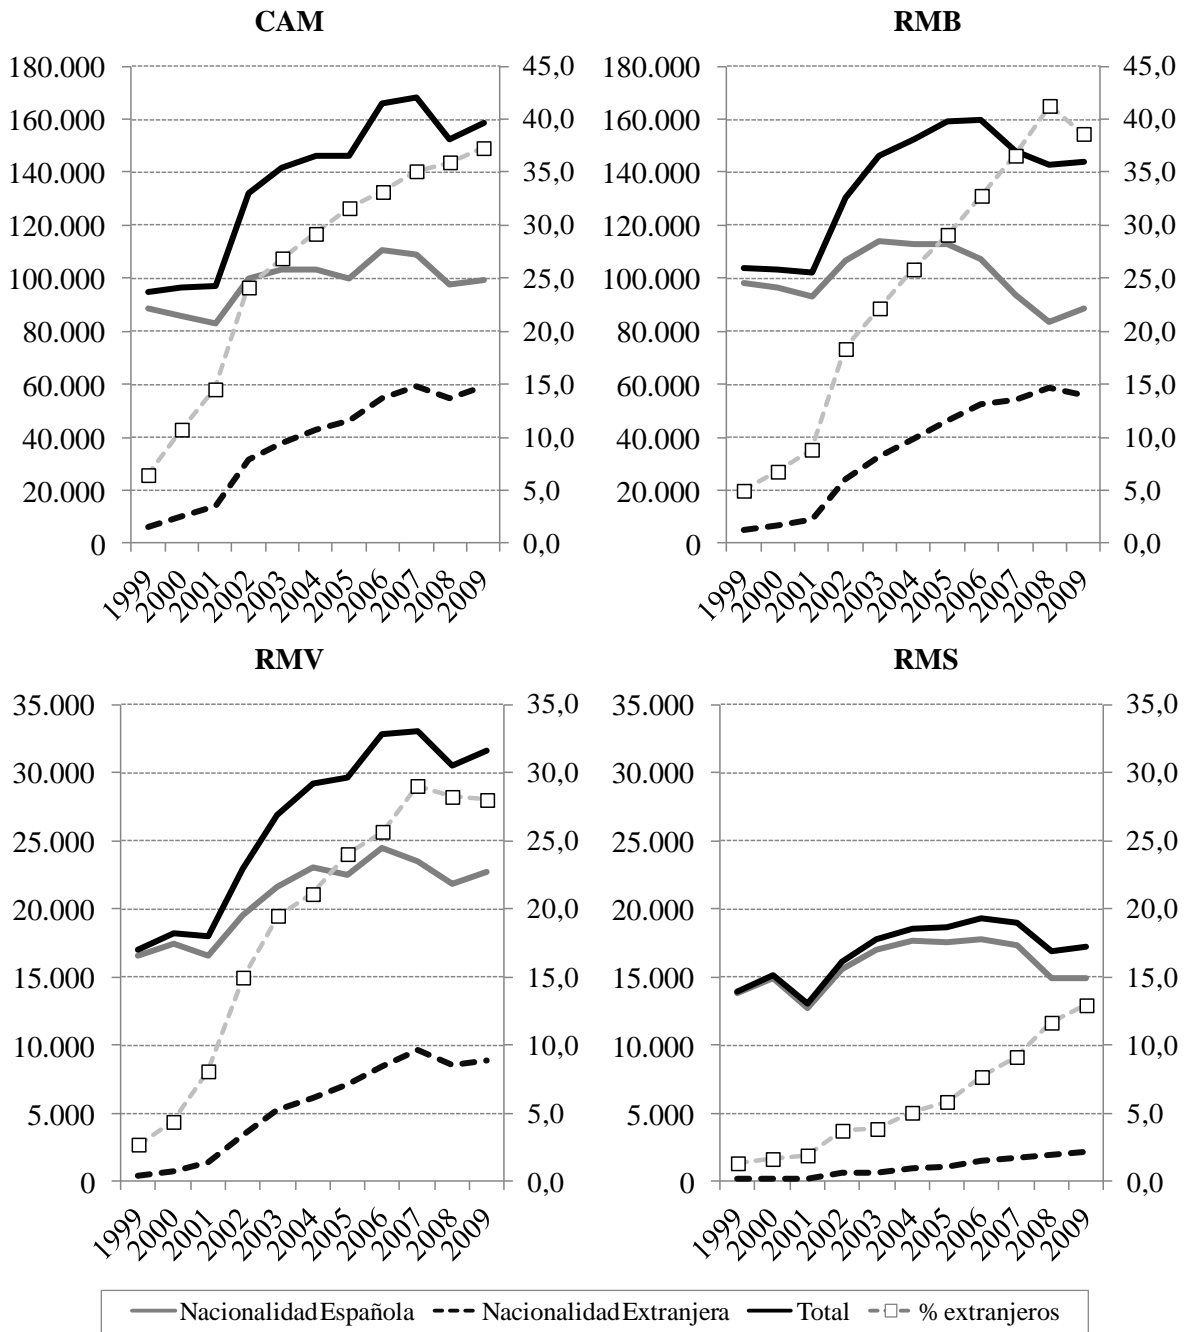 CAM RMB
180.000 45,0 180.000 45,0
160.000 40,0 160.000 40,0
140.000 35,0 140.000 35,0
120.000 30,0 120.000 30,0
100.000 25,0 100.000 25,0
80.000 20,0 80.000 20,0
60.000 15,0 60.000 15,0
40.000 10,0 40.000 10,0
20.000 5,0 20.000 5,0
0 0,0 0 0,0
1999 2000 2001 2002 2003 2004 2005 2006 2007 2008 2009 1999 2000 2001 2002 2003 2004 2005 2006 2007 2008 2009
RMV RMS
35.000 35,0 35.000 35,0
30.000 30,0 30.000 30,0
25.000 25,0 25.000 25,0
20.000 20,0 20.000 20,0
15.000 15,0 15.000 15,0
10.000 10,0 10.000 10,0
5.000 5,0 5.000 5,0
0 0,0 0 0,0
1999 2000 2001 2002 2003 2004 2005 2006 2007 2008 2009 1999 2000 2001 2002 2003 2004 2005 2006 2007 2008 2009
Nacionalidad Española Nacionalidad Extranjera Total % extranjeros